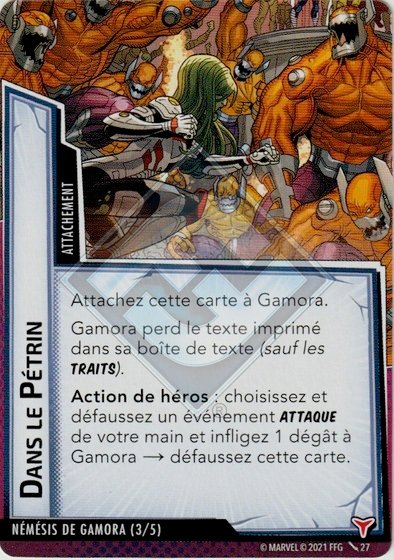 ATTACHEMENT
DANS LE PÉTRIN
Attachez cette carte à Gamora.
Gamora perd le texte imprimé
dans sa boîte de texte (sauf les
TRAITS).
Action de héros : choisissez et
défaussez un événement ATTAQUE
de votre main et infligez 1 dégât à
Gamora → défaussez cette carte.
NÉMÉSIS DE GAMORA (3/5)
© MARVEL © 2021 FFG 27